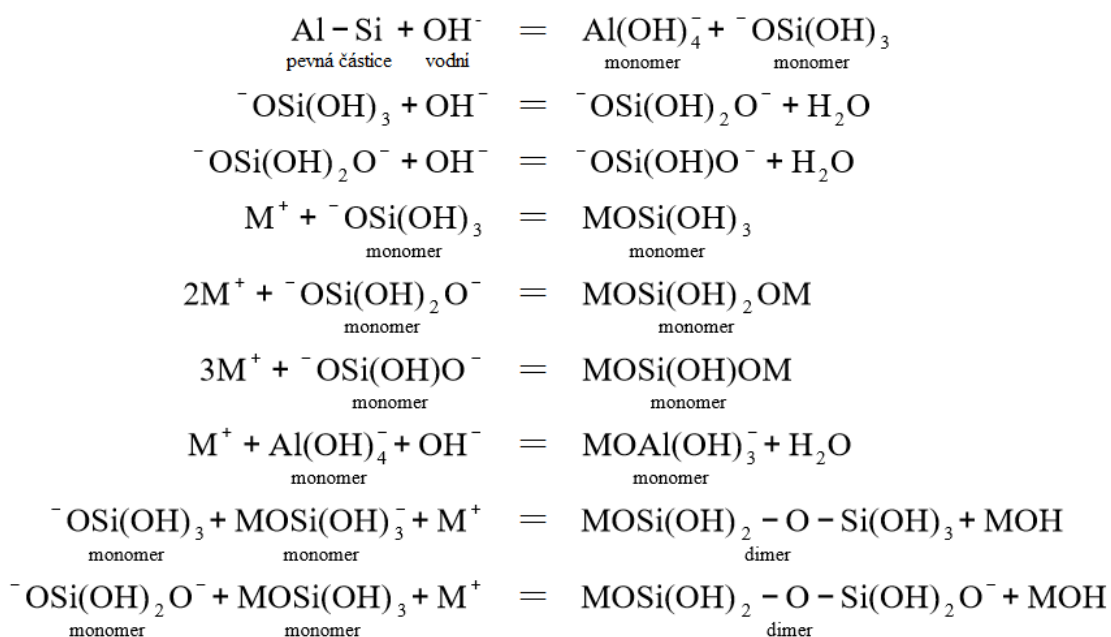 Al – Si + OH⁻ = Al(OH)₄⁻ + ⁻OSi(OH)₃
pevná částice vodní monomer monomer
⁻OSi(OH)₃ + OH⁻ = ⁻OSi(OH)₂O⁻ + H₂O
⁻OSi(OH)₂O⁻ + OH⁻ = ⁻OSi(OH)O⁻ + H₂O
M⁺ + ⁻OSi(OH)₃ = MOSi(OH)₃
monomer monomer
2M⁺ + ⁻OSi(OH)₂O⁻ = MOSi(OH)₂OM
monomer monomer
3M⁺ + ⁻OSi(OH)O⁻ = MOSi(OH)OM
monomer monomer
M⁺ + Al(OH)₄⁻ + OH⁻ = MOAl(OH)₃⁻ + H₂O
monomer monomer
⁻OSi(OH)₃ + MOSi(OH)₃⁻ + M⁺ = MOSi(OH)₂ – O – Si(OH)₃ + MOH
monomer monomer dimer
⁻OSi(OH)₂O⁻ + MOSi(OH)₃ + M⁺ = MOSi(OH)₂ – O – Si(OH)₂O⁻ + MOH
monomer monomer dimer